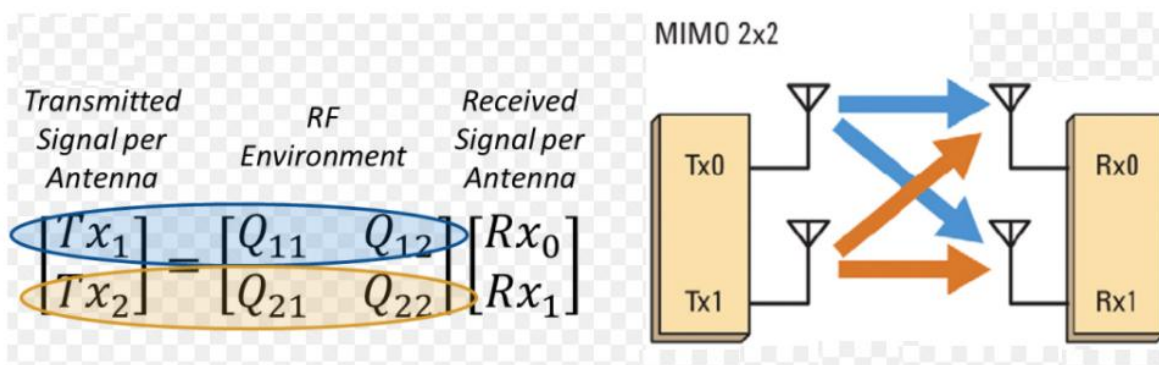 Transmitted
Signal per
Antenna
RF
Environment
Received
Signal per
Antenna
[Tx₁] = [Q₁₁ Q₁₂] [Rx₀]
[Tx₂] [Q₂₁ Q₂₂] [Rx₁]
MIMO 2x2
Tx0
Rx0
Tx1
Rx1